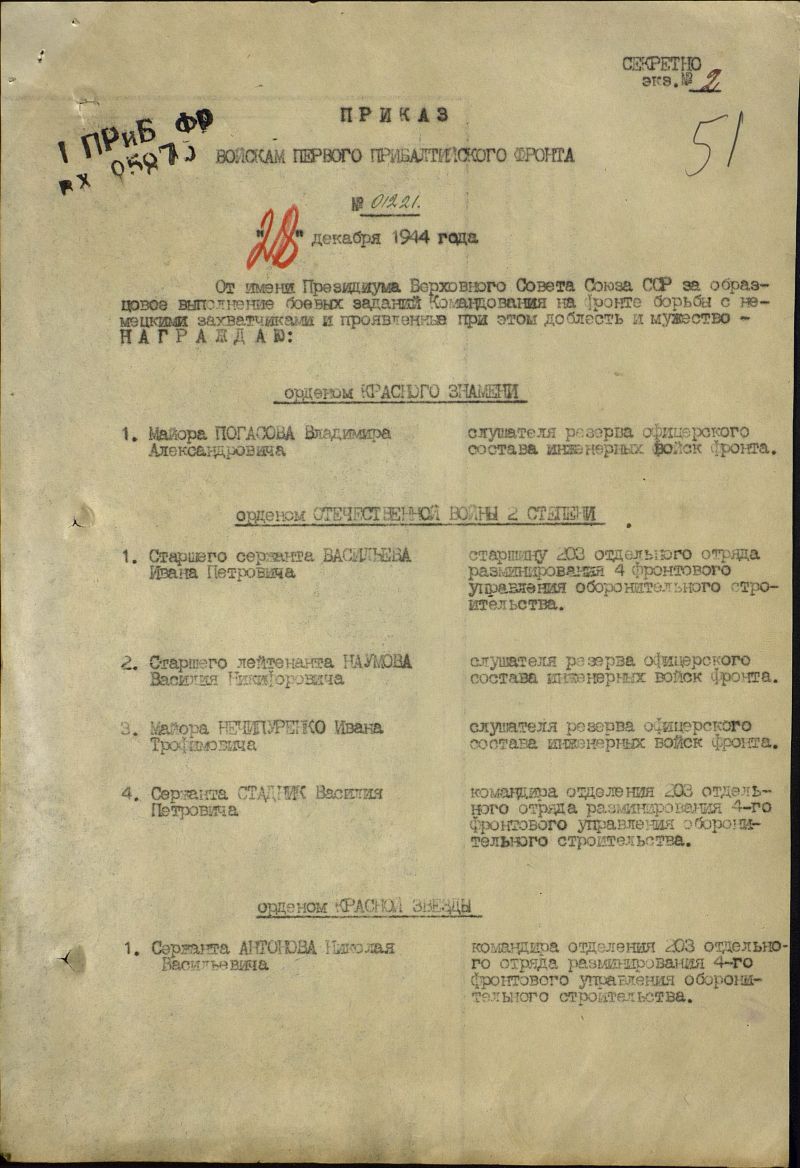 СЕКРЕТНО
экз.№ 2
ПРИКАЗ
1 ПРиБ ФР
ВХ
51
ВОЙСКАМ ПЕРВОГО ПРИБАЛТИЙСКОГО ФРОНТА
№ 01221.
"28" декабря 1944 года
От имени Президиума Верховного Совета Союза ССР за образ-
цовое выполнение боевых заданий Командования на фронте борьбы с не-
мецкими захватчиками и проявленные при этом доблесть и мужество -
НАГРАЖДАЮ:
орденом КРАСНОГО ЗНАМЕНИ
1. Майора ПОГАСОВА Владимира слушателя резерва офицерского
Александровича состава инженерных войск фронта.
орденом ОТЕЧЕСТВЕННОЙ ВОЙНЫ 2 СТЕПЕНИ
1. Старшего сержанта ВАСИЛЬЕВА старшину 203 отдельного отряда
Ивана Петровича разминирования 4 фронтового
управления оборонительного стро-
ительства.
2. Старшего лейтенанта НАУМОВА слушателя резерва офицерского
Василия Никифоровича состава инженерных войск фронта.
3. Майора НЕЧИПУРЕНКО Ивана слушателя резерва офицерского
Трофимовича состава инженерных войск фронта.
4. Сержанта СТАДНИК Василия командира отделения 203 отдель-
Петровича ного отряда разминирования 4-го
фронтового управления оборони-
тельного строительства.
орденом КРАСНОЙ ЗВЕЗДЫ
1. Сержанта АНТОНОВА Николая командира отделения 203 отдельно-
Васильевича го отряда разминирования 4-го
фронтового управления оборони-
тельного строительства.